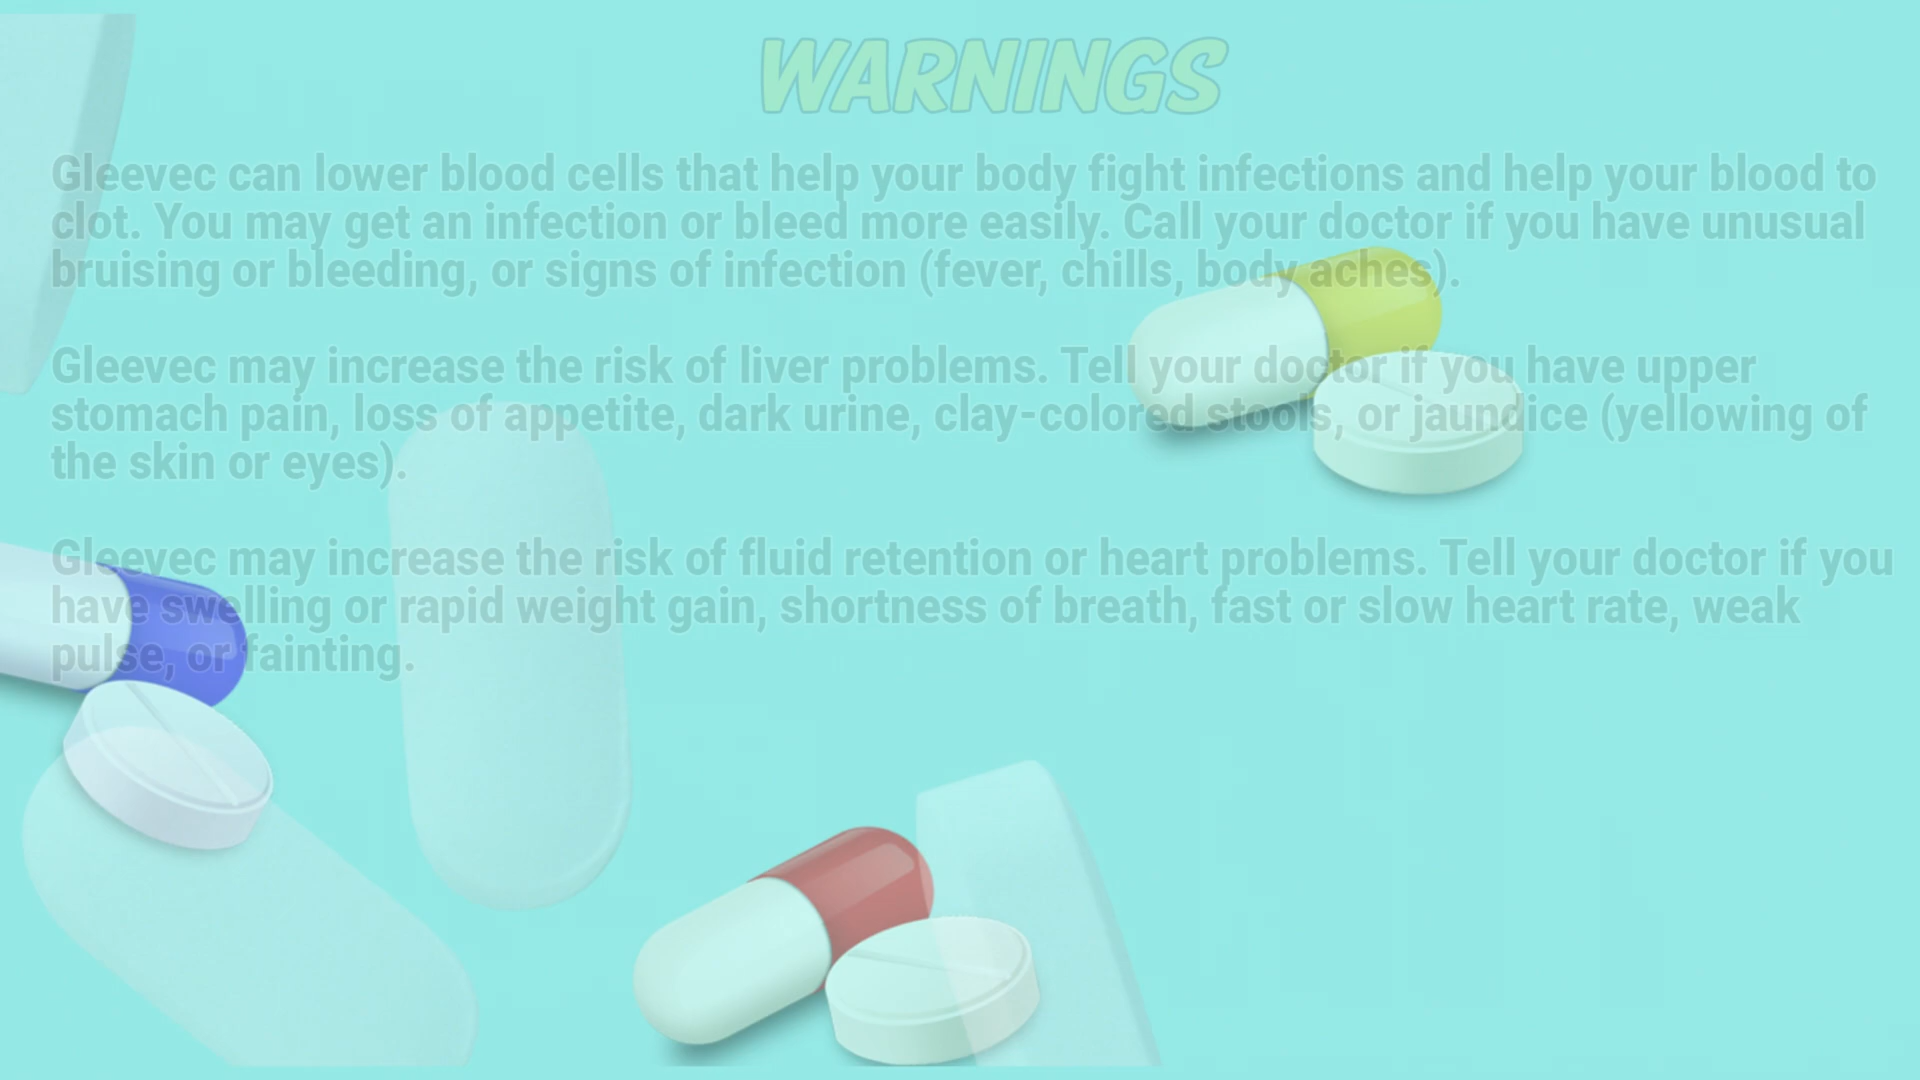 WARNINGS
Gleevec can lower blood cells that help your body fight infections and help your blood to
clot. You may get an infection or bleed more easily. Call your doctor if you have unusual
bruising or bleeding, or signs of infection (fever, chills, body aches).
Gleevec may increase the risk of liver problems. Tell your doctor if you have upper
stomach pain, loss of appetite, dark urine, clay-colored stools, or jaundice (yellowing of
the skin or eyes).
Gleevec may increase the risk of fluid retention or heart problems. Tell your doctor if you
have swelling or rapid weight gain, shortness of breath, fast or slow heart rate, weak
pulse, or fainting.